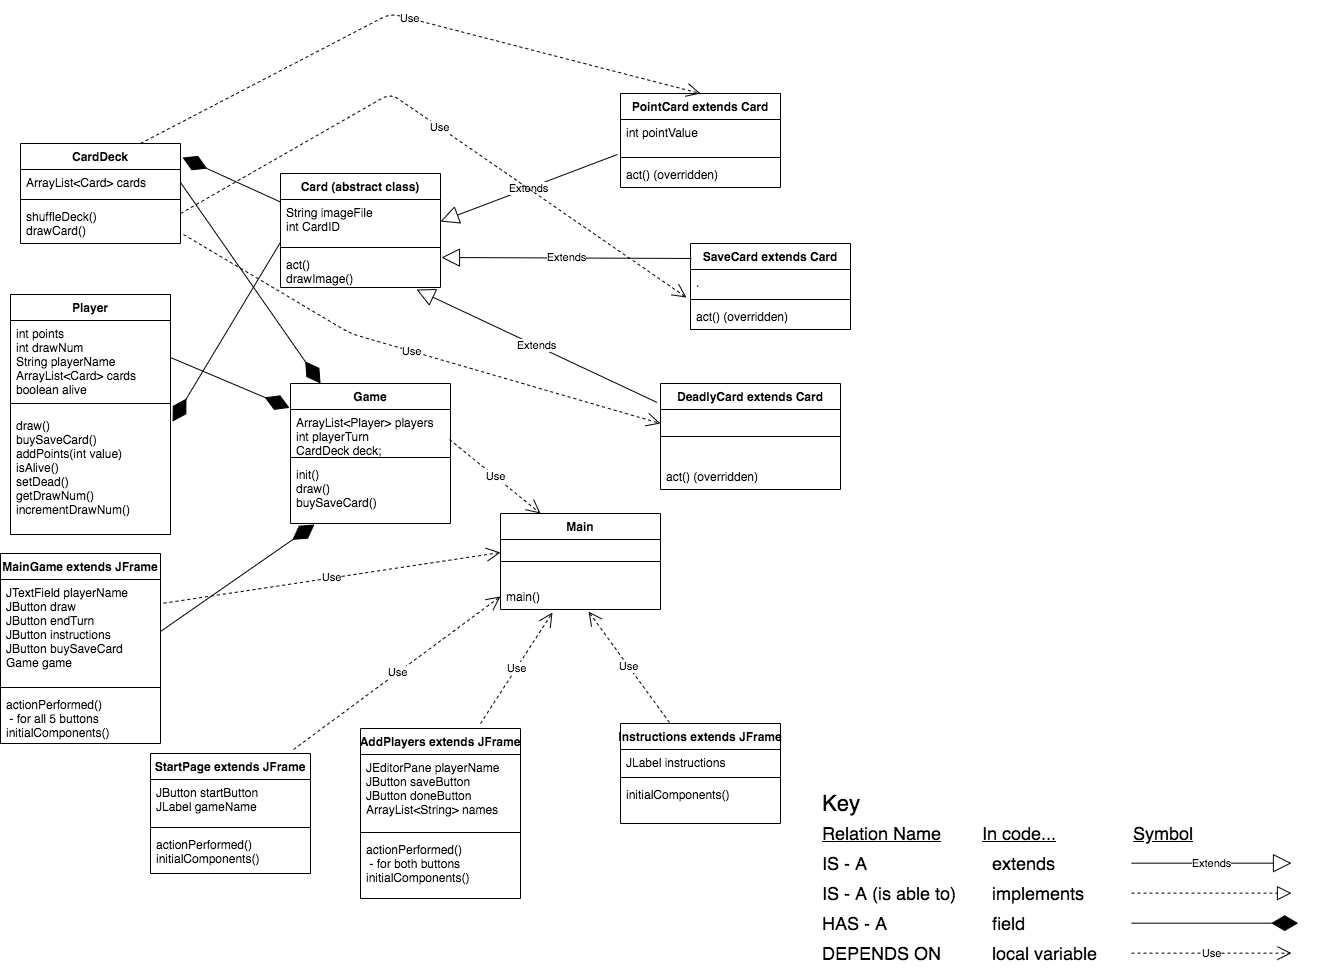 Use
PointCard extends Card
int pointValue
act() (overridden)
Use
CardDeck
ArrayList<Card> cards
shuffleDeck()
drawCard()
Card (abstract class)
String imageFile
int CardID
act()
drawImage()
Extends
Extends
SaveCard extends Card
.
act() (overridden)
Player
int points
int drawNum
String playerName
ArrayList<Card> cards
boolean alive
draw()
buySaveCard()
addPoints(int value)
isAlive()
setDead()
getDrawNum()
incrementDrawNum()
Use
Extends
Game
ArrayList<Player> players
int playerTurn
CardDeck deck;
init()
draw()
buySaveCard()
DeadlyCard extends Card
act() (overridden)
Use
Main
main()
MainGame extends JFrame
JTextField playerName
JButton draw
JButton endTurn
JButton instructions
JButton buySaveCard
Game game
actionPerformed()
- for all 5 buttons
initialComponents()
Use
Use
Use
Use
StartPage extends JFrame
JButton startButton
JLabel gameName
actionPerformed()
initialComponents()
AddPlayers extends JFrame
JEditorPane playerName
JButton saveButton
JButton doneButton
ArrayList<String> names
actionPerformed()
- for both buttons
initialComponents()
Instructions extends JFrame
JLabel instructions
initialComponents()
Key
Relation Name In code... Symbol
IS - A extends Extends
IS - A (is able to) implements
HAS - A field
DEPENDS ON local variable Use